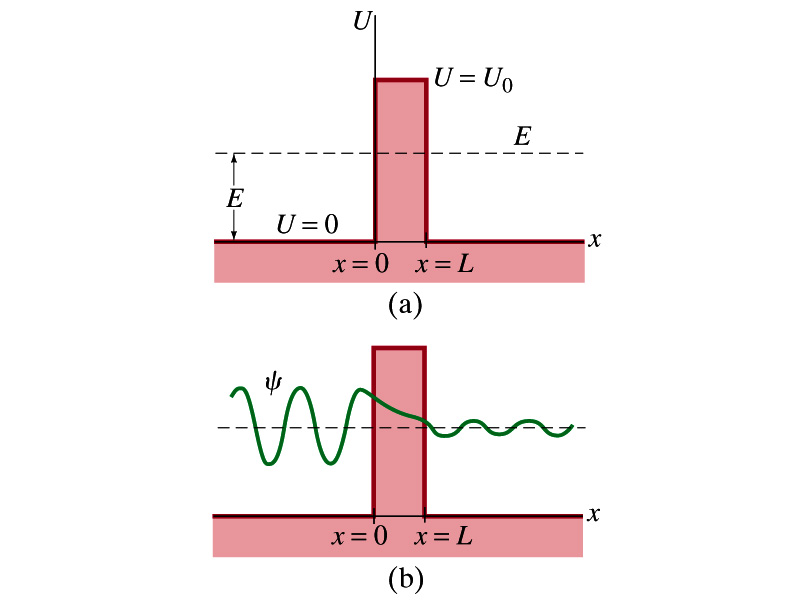 U
U = U₀
E
E
U = 0
x
x = 0
x = L
(a)
ψ
x
x = 0
x = L
(b)